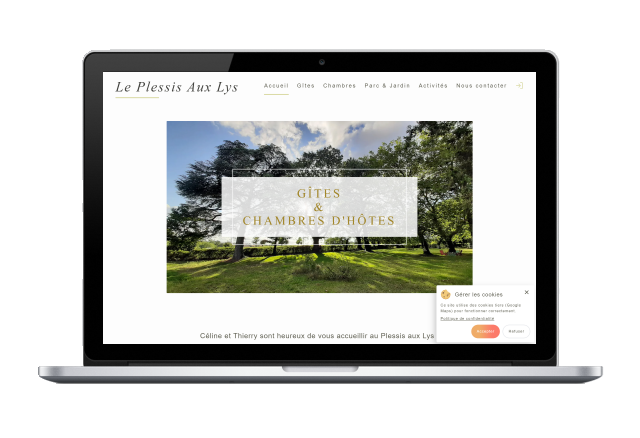 Le Plessis Aux Lys
Accueil Gîtes Chambres Parc & Jardin Activités Nous contacter
GÎTES
&
CHAMBRES D'HÔTES
Gérer les cookies
Ce site utilise des cookies tiers (Google
Maps) pour fonctionner correctement.
Politique de confidentialité
Accepter Refuser
Céline et Thierry sont heureux de vous accueillir au Plessis aux Lys